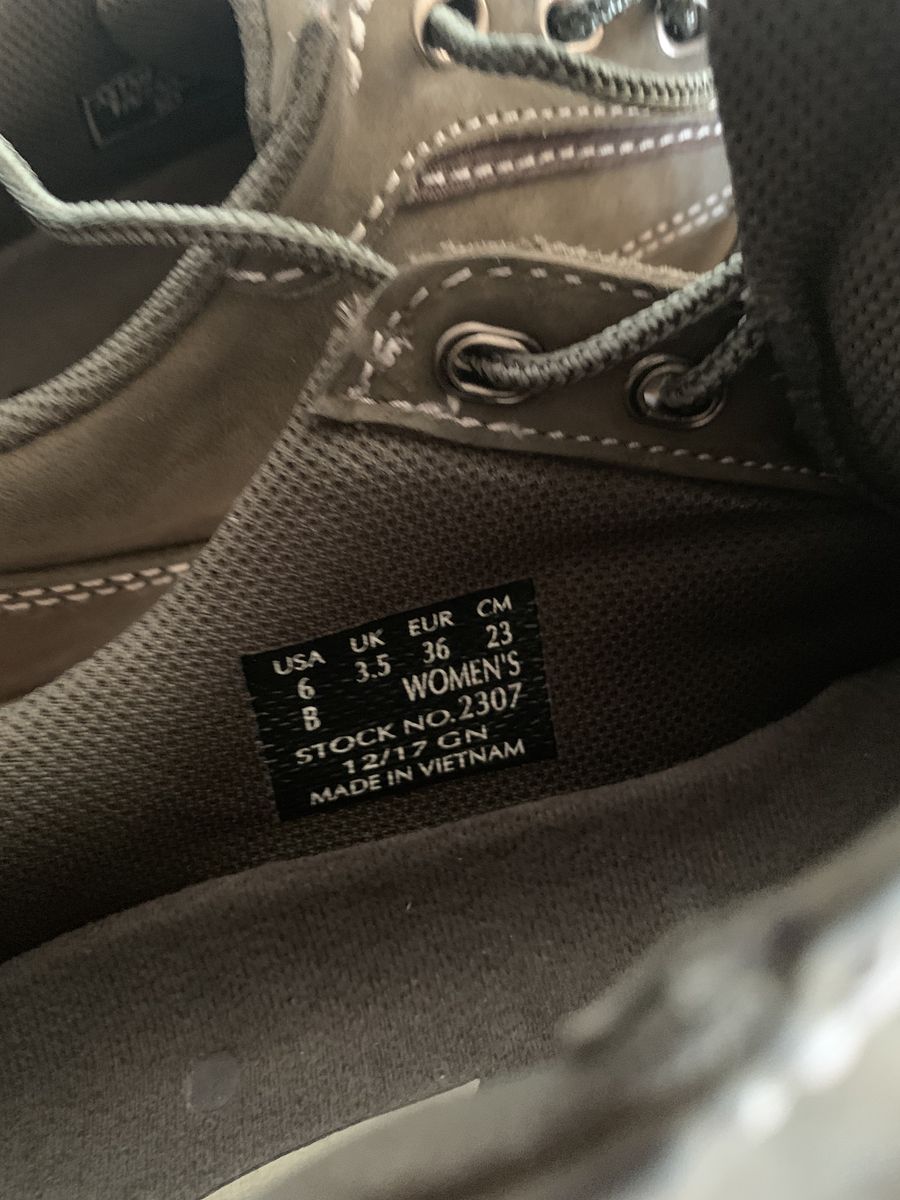 USA UK EUR CM
6 3.5 36 23
B WOMEN'S
STOCK NO.2307
12/17 GN
MADE IN VIETNAM